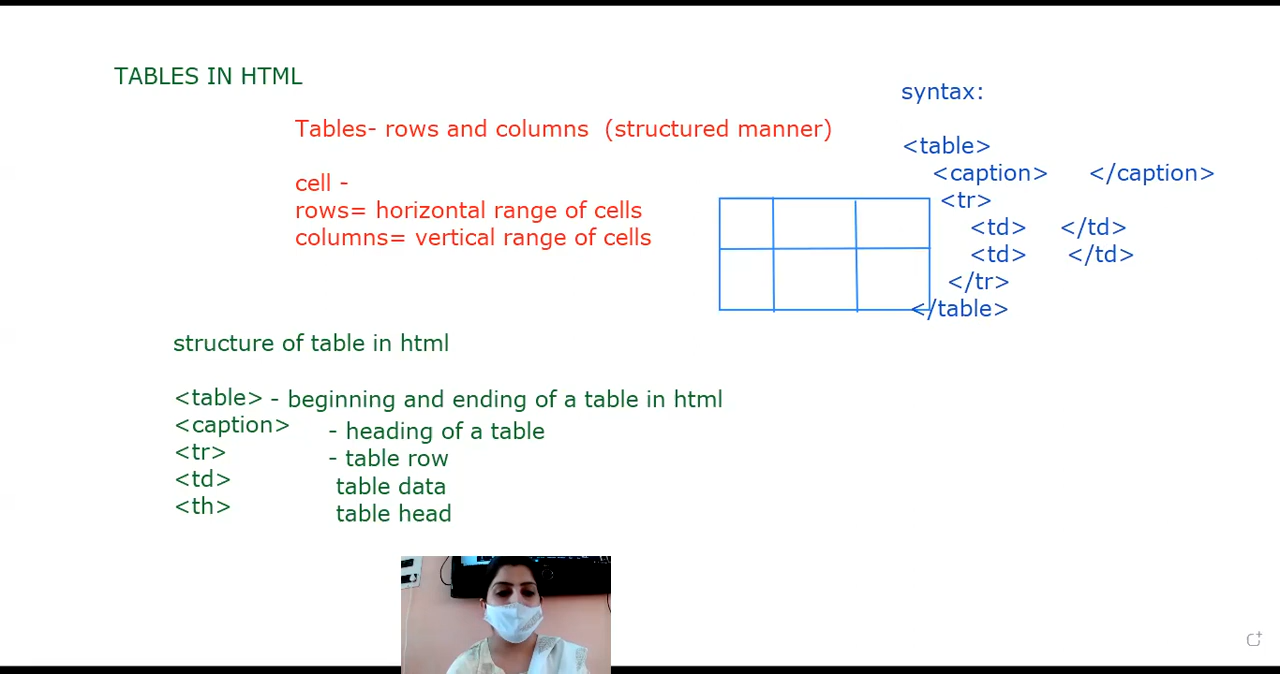 TABLES IN HTML
Tables- rows and columns  (structured manner)
cell -
rows= horizontal range of cells
columns= vertical range of cells
syntax:
<table>
<caption>     </caption>
<tr>
<td>     </td>
<td>     </td>
</tr>
</table>
structure of table in html
<table> - beginning and ending of a table in html
<caption>     - heading of a table
<tr>     - table row
<td>     table data
<th>     table head